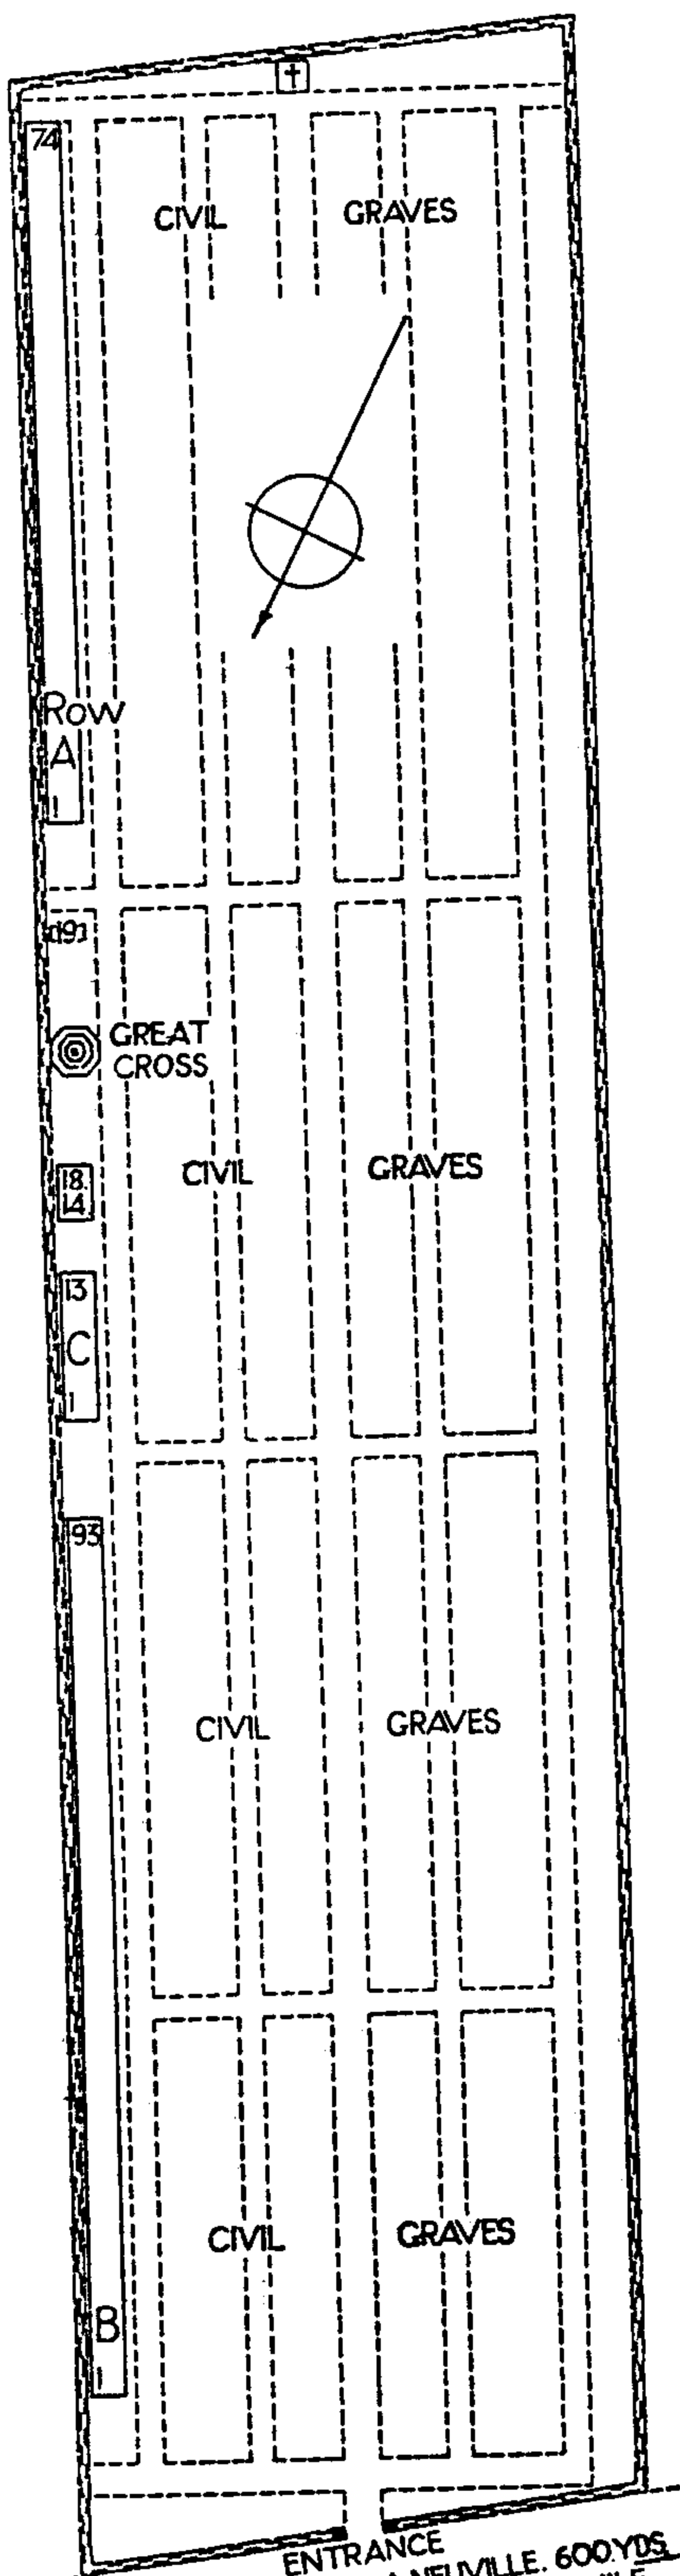 74
CIVIL GRAVES
Row
A
1
19
GREAT
CROSS
18.
14
CIVIL GRAVES
13
C
1
93
CIVIL GRAVES
CIVIL GRAVES
B
1
ENTRANCE
NEUVILLE. 600.YDS.